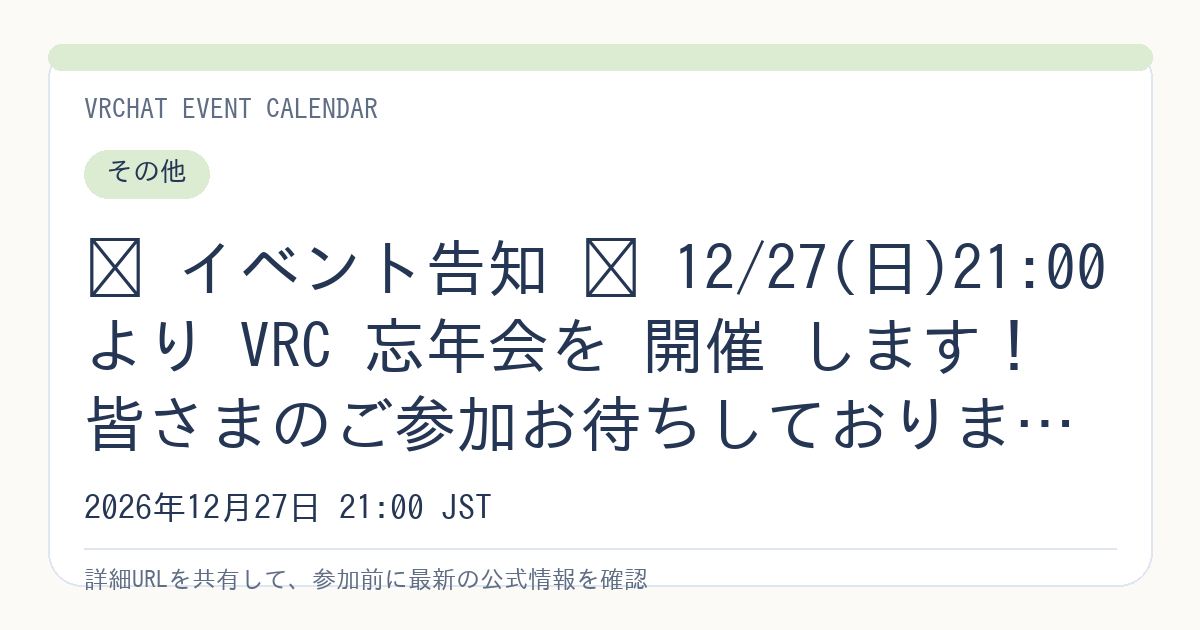 VRCHAT EVENT CALENDAR
その他
イベント告知 12/27(日)21:00
より VRC 忘年会を 開催 します！
皆さまのご参加お待ちしておりま…
2026年12月27日 21:00 JST
詳細URLを共有して、参加前に最新の公式情報を確認